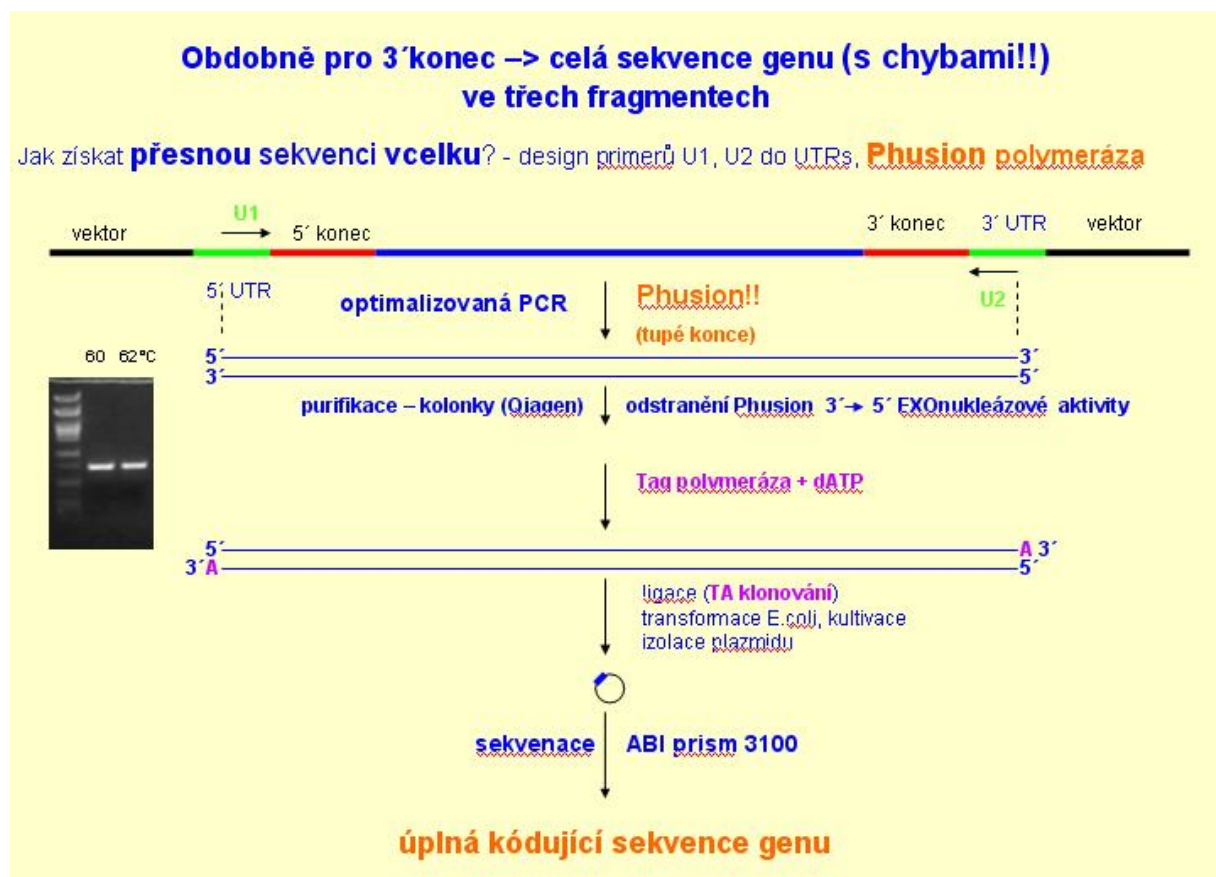 Obdobně pro 3´konec –> celá sekvence genu (s chybami!!)
ve třech fragmentech
Jak získat přesnou sekvenci vcelku? - design primerů U1, U2 do UTRs, Phusion polymeráza
U1
vektor
5´ konec
3´ konec
3´ UTR
vektor
5´ UTR
optimalizovaná PCR
Phusion!!
(tupé konce)
U2
60 62°C
5´
3´
3´
5´
purifikace – kolonky (Qiagen)
odstranění Phusion 3´→ 5´ EXOnukleázové aktivity
Taq polymeráza + dATP
5´
A 3´
3´A
5´
ligace (TA klonování)
transformace E.coli, kultivace
izolace plazmidu
sekvenace
ABI prism 3100
úplná kódující sekvence genu